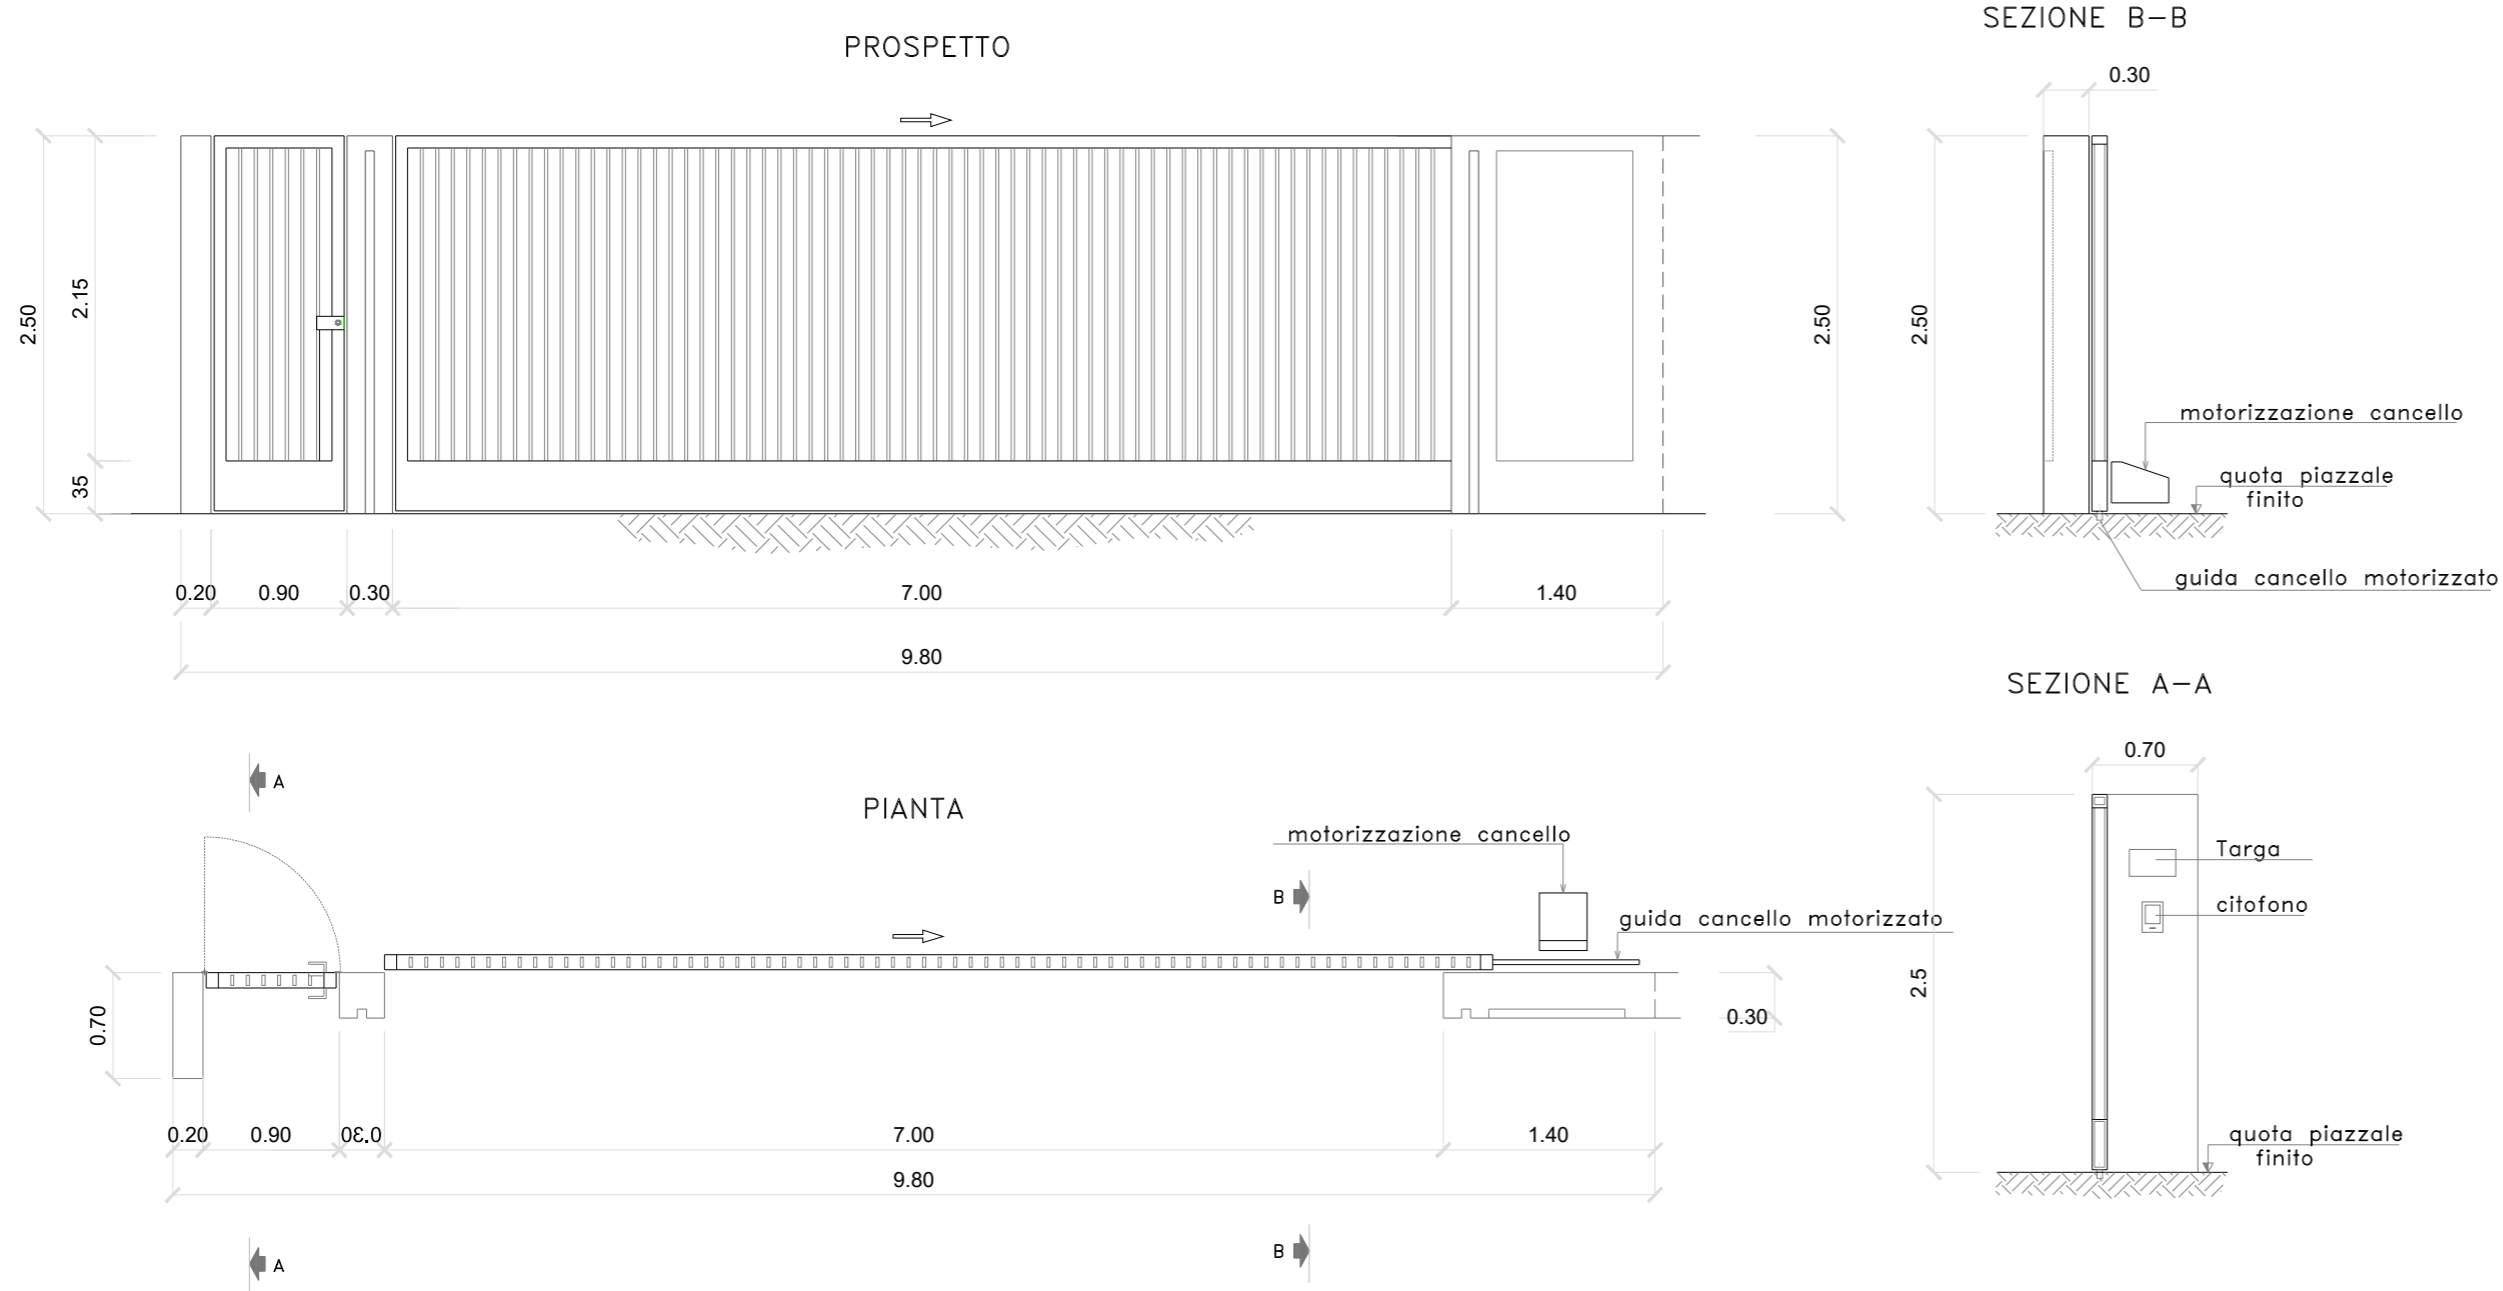 PROSPETTO
2.50
2.15
35
2.50
0.20
0.90
0.30
7.00
1.40
9.80
SEZIONE B-B
0.30
2.50
motorizzazione cancello
quota piazzale
finito
guida cancello motorizzato
PIANTA
A
motorizzazione cancello
B
guida cancello motorizzato
0.70
0.30
0.20
0.90
0.30
7.00
1.40
9.80
A
B
SEZIONE A-A
0.70
2.5
Targa
citofono
quota piazzale
finito